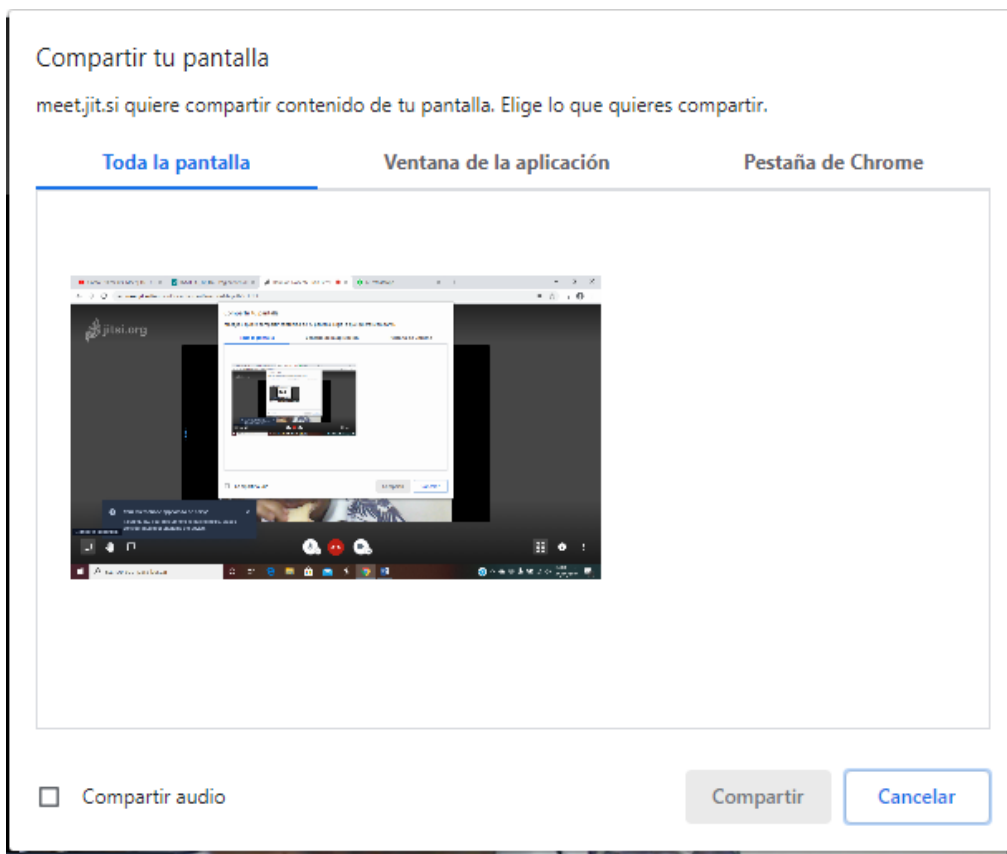 Compartir tu pantalla
meet.jit.si quiere compartir contenido de tu pantalla. Elige lo que quieres compartir.
Toda la pantalla
Ventana de la aplicación
Pestaña de Chrome
jitsi.org
Compartir audio
Compartir
Cancelar